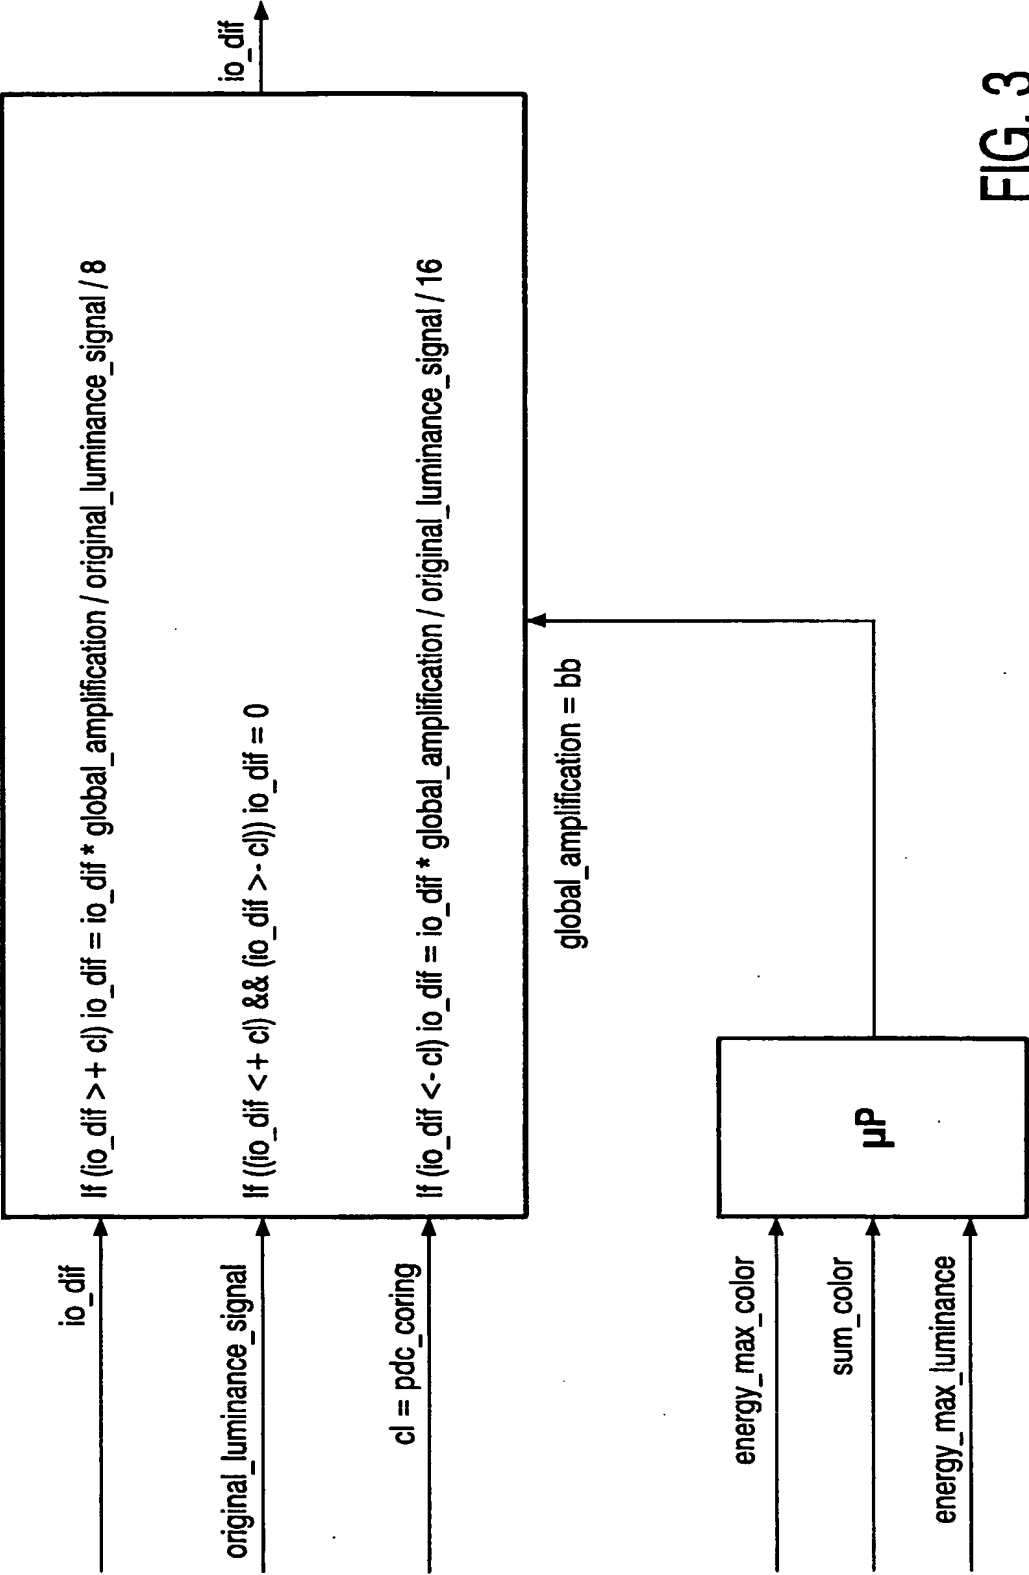 io_dif
original_luminance_signal
cl = pdc_coring
If (io_dif > + cl) io_dif = io_dif * global_amplification / original_luminance_signal / 8
If ((io_dif < + cl) && (io_dif >- cl)) io_dif = 0
If (io_dif <- cl) io_dif = io_dif * global_amplification / original_luminance_signal / 16
io_dif
global_amplification = bb
energy_max_color
sum_color
energy_max_luminance
µP
FIG. 3